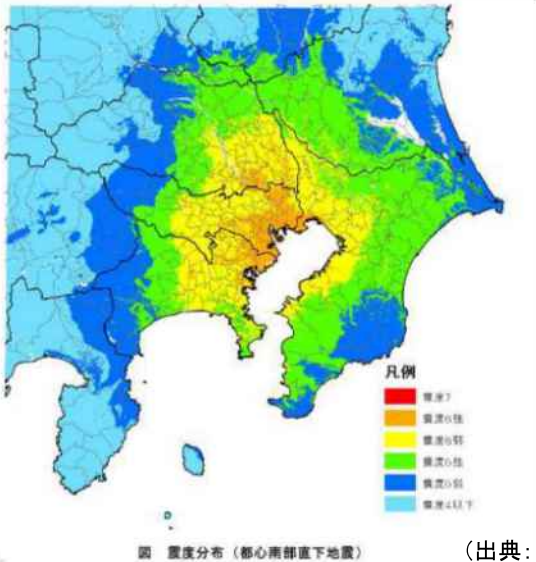 凡例
震度7
震度6強
震度6弱
震度5強
震度5弱
震度4以下
図 震度分布（都心南部直下地震）
（出典：